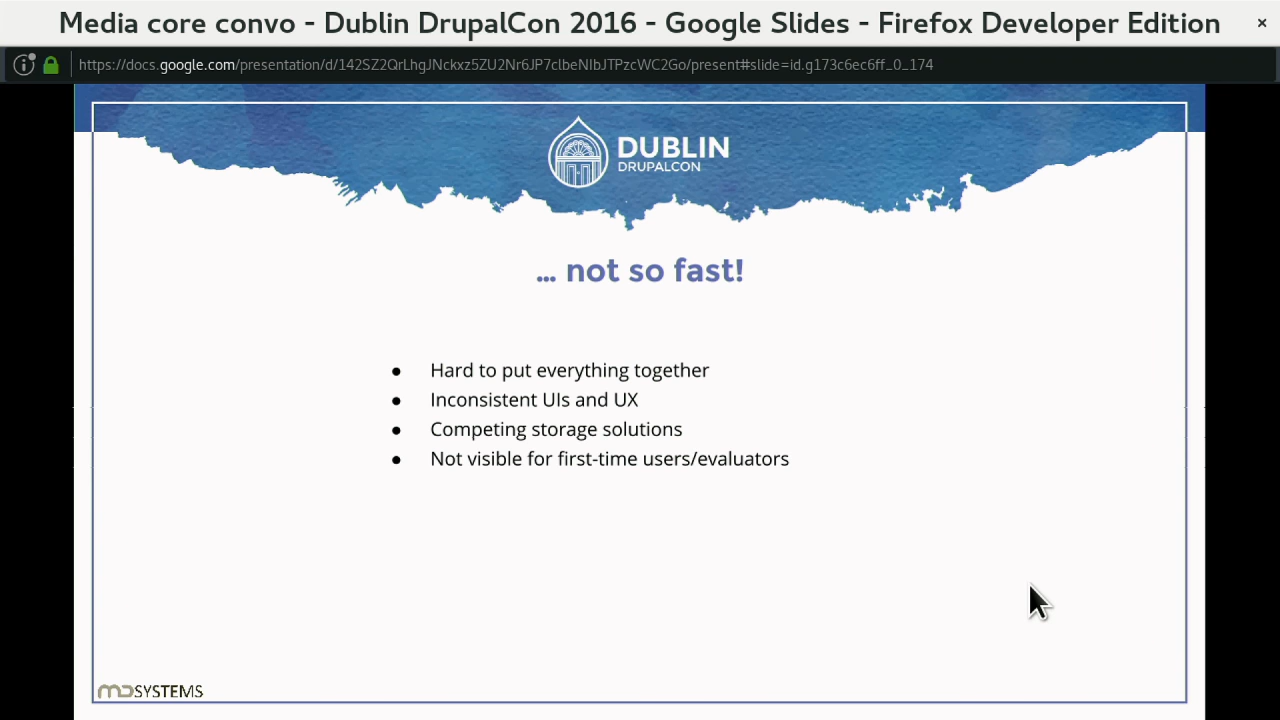 Media core convo - Dublin DrupalCon 2016 - Google Slides - Firefox Developer Edition ×
https://docs.google.com/presentation/d/142SZ2QrLhgJNckxz5ZU2Nr6JP7clbeNIbJTPzcWC2Go/present#slide=id.g173c6ec6ff_0_174
DUBLIN
DRUPALCON
... not so fast!
● Hard to put everything together
● Inconsistent UIs and UX
● Competing storage solutions
● Not visible for first-time users/evaluators
MD SYSTEMS